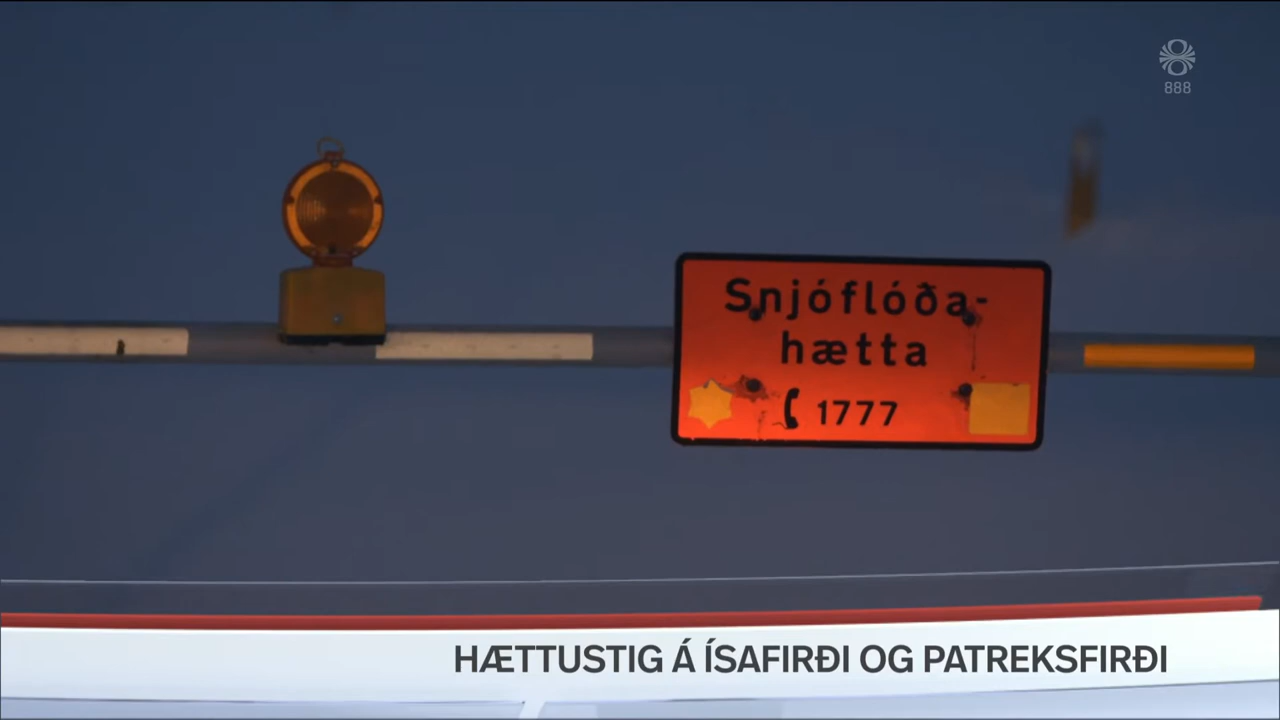 888
Snjóflóða-
hætta
1777
HÆTTUSTIG Á ÍSAFIRÐI OG PATREKSFIRÐI